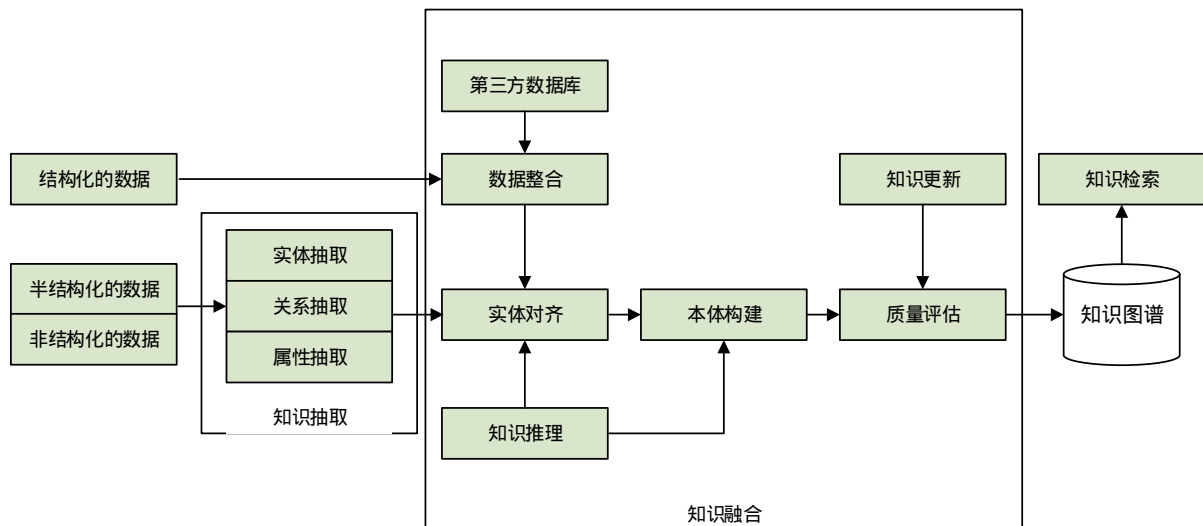 第三方数据库
结构化的数据
数据整合
知识更新
知识检索
实体抽取
半结构化的数据
关系抽取
实体对齐
本体构建
质量评估
知识图谱
非结构化的数据
属性抽取
知识抽取
知识推理
知识融合